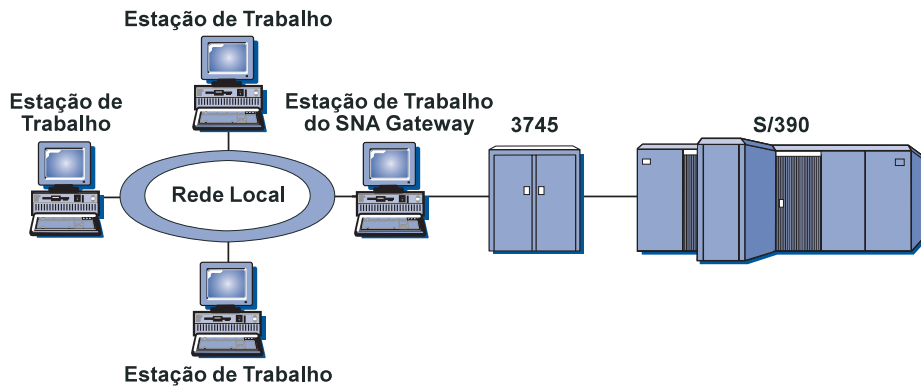 Estação de Trabalho
Estação de
Trabalho
Estação de Trabalho
do SNA Gateway
3745
S/390
Rede Local
Estação de Trabalho